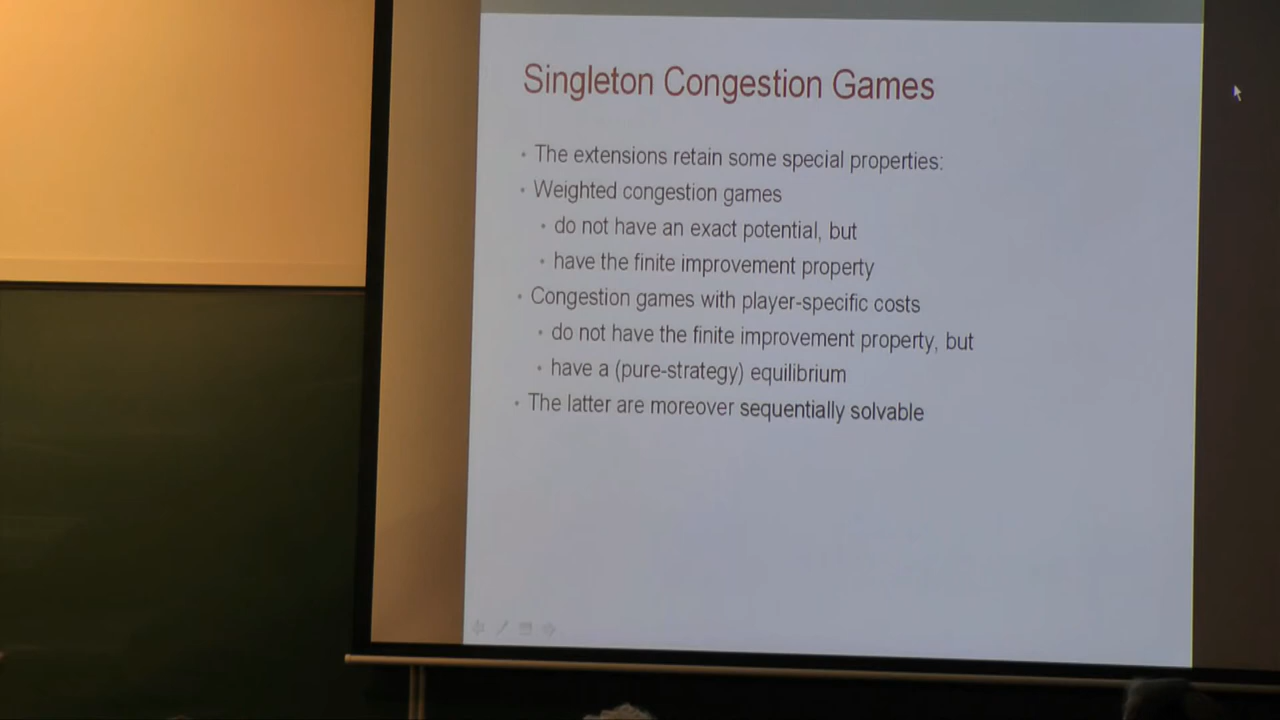 Singleton Congestion Games
• The extensions retain some special properties:
• Weighted congestion games
• do not have an exact potential, but
• have the finite improvement property
• Congestion games with player-specific costs
• do not have the finite improvement property, but
• have a (pure-strategy) equilibrium
• The latter are moreover sequentially solvable